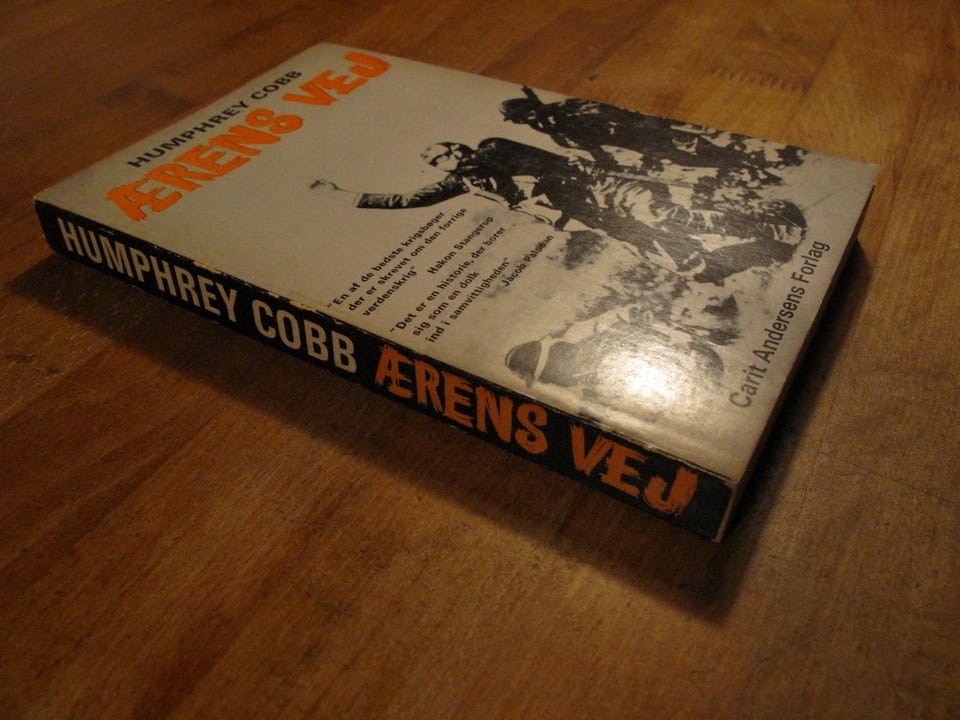 HUMPHREY COBB
ÆRENS VEJ
"En af de bedste krigsbøger
der er skrevet om den forrige
verdenskrig"
Håkon Stangerup
"Det er en historie, der borer
sig som en dolk
ind i samvittigheden"
Jacob Paludan
Carit Andersens Forlag
HUMPHREY COBB ÆRENS VEJ